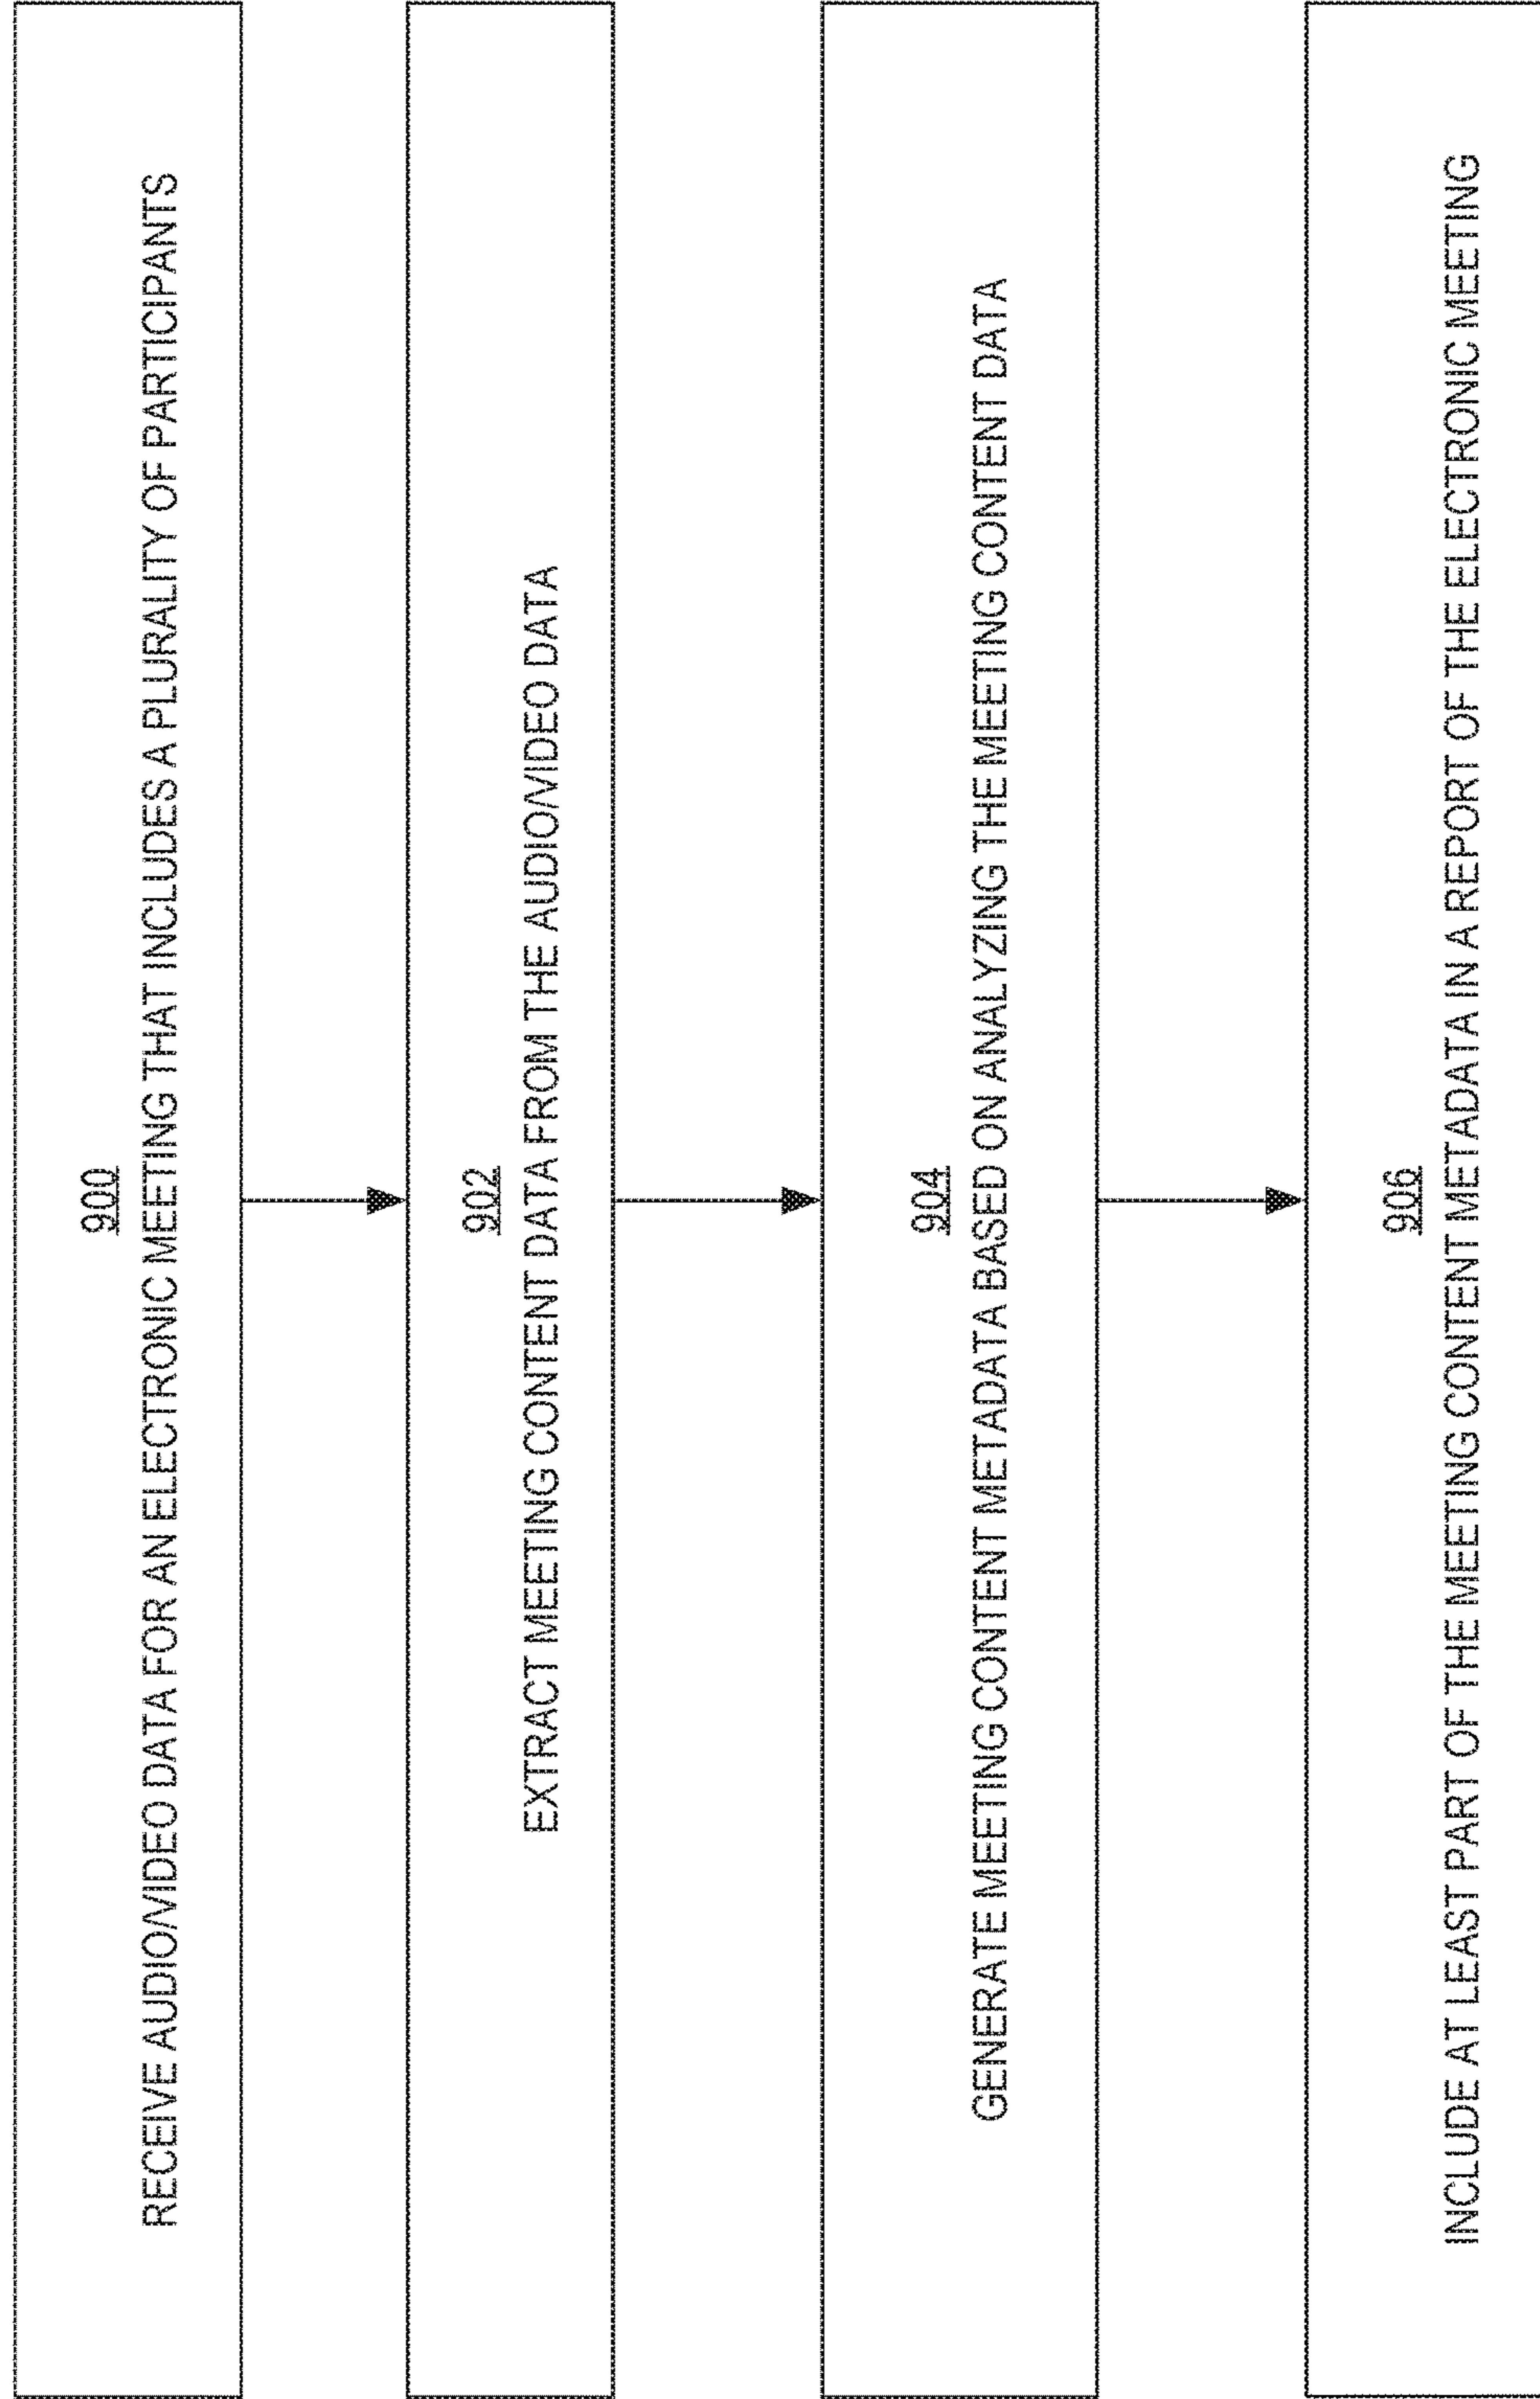 900
RECEIVE AUDIO/VIDEO DATA FOR AN ELECTRONIC MEETING THAT INCLUDES A PLURALITY OF PARTICIPANTS
902
EXTRACT MEETING CONTENT DATA FROM THE AUDIO/VIDEO DATA
904
GENERATE MEETING CONTENT METADATA BASED ON ANALYZING THE MEETING CONTENT DATA
906
INCLUDE AT LEAST PART OF THE MEETING CONTENT METADATA IN A REPORT OF THE ELECTRONIC MEETING